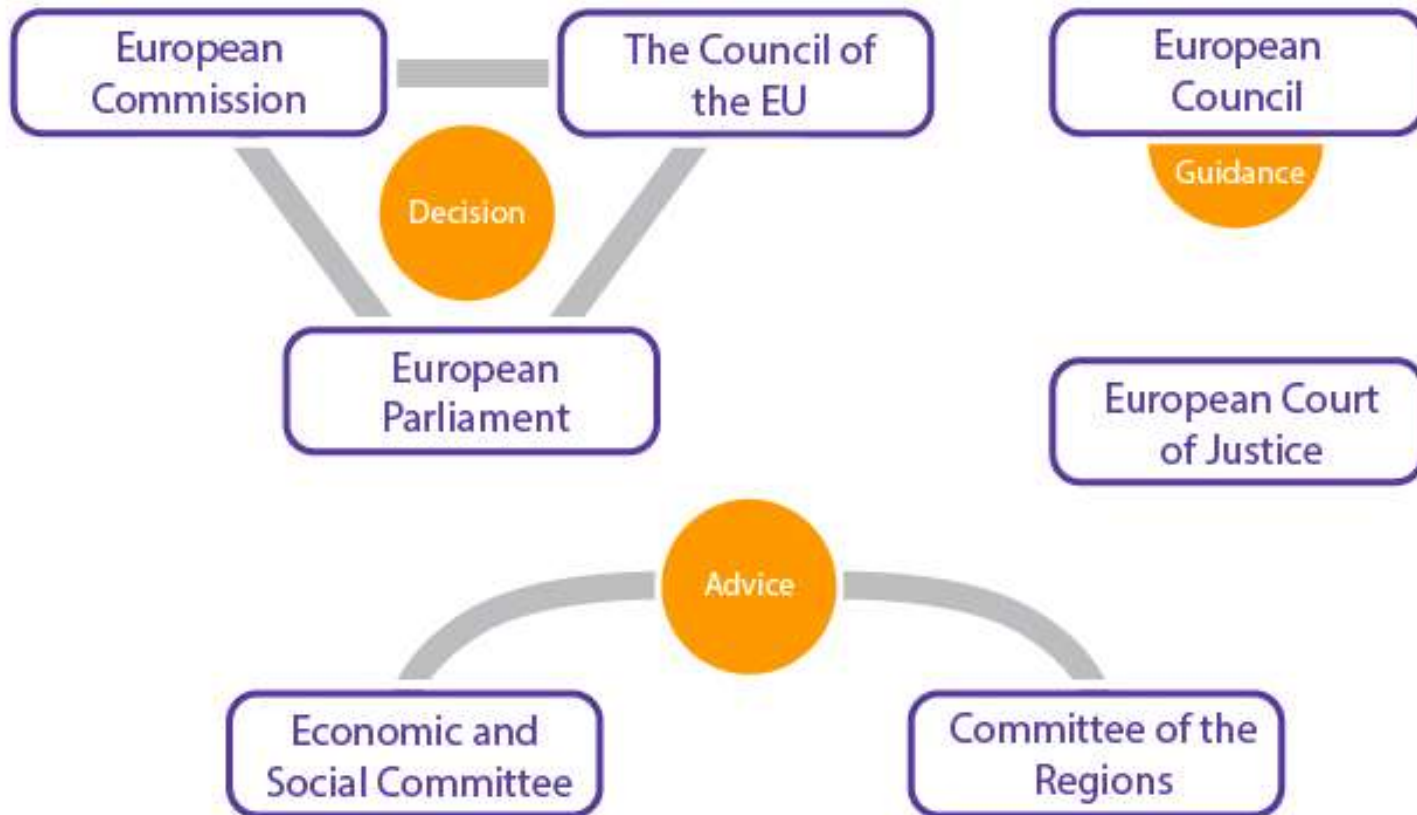 European
Commission
The Council of
the EU
European
Council
Decision
Guidance
European
Parliament
European Court
of Justice
Advice
Economic and
Social Committee
Committee of the
Regions